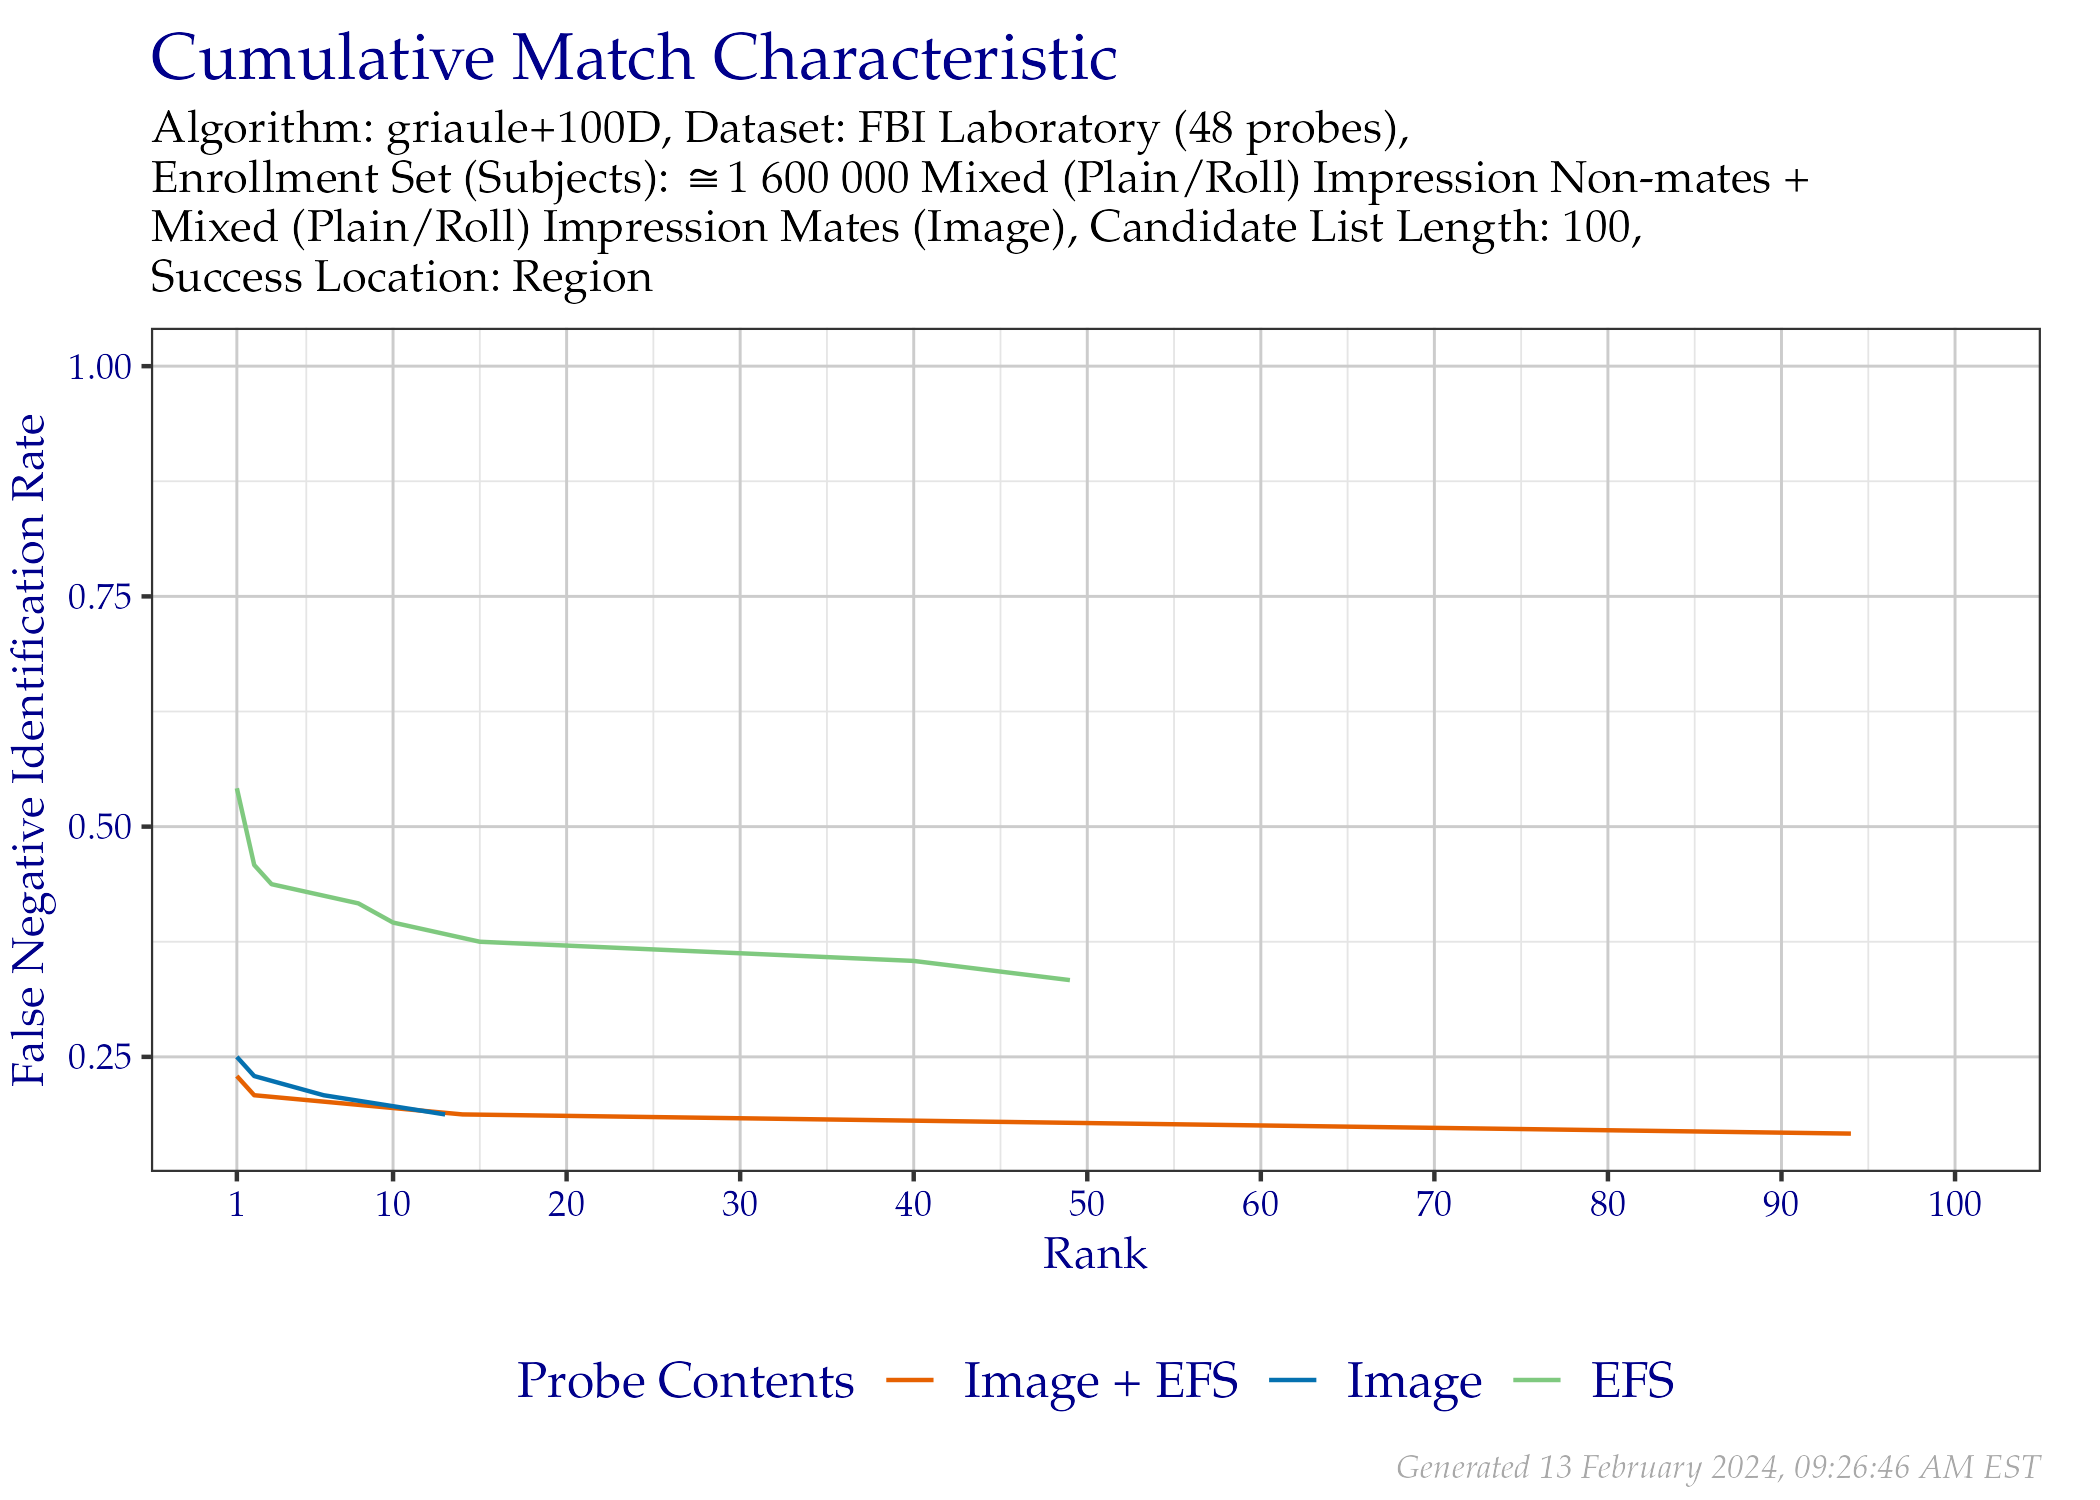 Cumulative Match Characteristic
Algorithm: griaule+100D, Dataset: FBI Laboratory (48 probes),
Enrollment Set (Subjects): ≅1 600 000 Mixed (Plain/Roll) Impression Non-mates +
Mixed (Plain/Roll) Impression Mates (Image), Candidate List Length: 100,
Success Location: Region
False Negative Identification Rate
1.00
0.75
0.50
0.25
1 10 20 30 40 50 60 70 80 90 100
Rank
Probe Contents Image + EFS Image EFS
Generated 13 February 2024, 09:26:46 AM EST